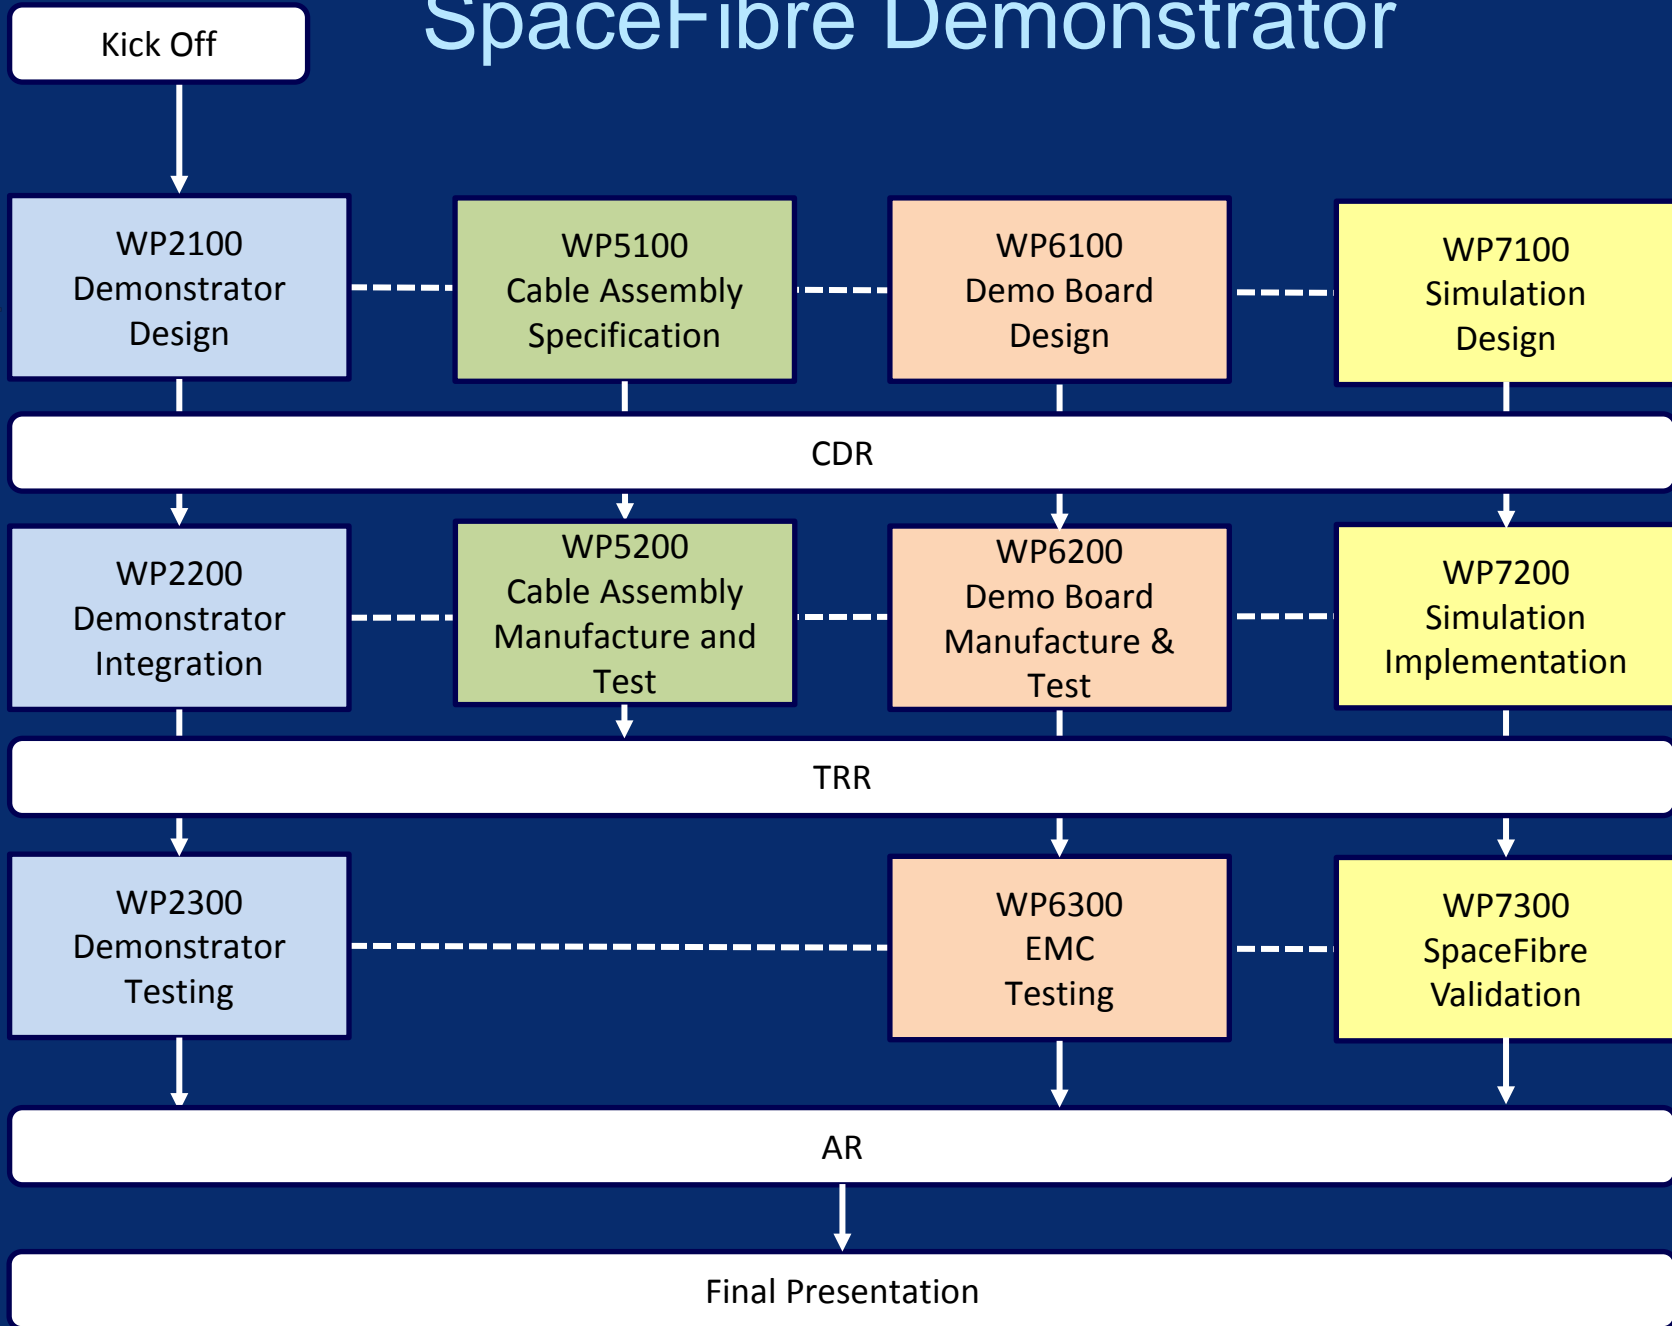 SpaceFibre Demonstrator
Kick Off
WP2100
Demonstrator
Design
WP5100
Cable Assembly
Specification
WP6100
Demo Board
Design
WP7100
Simulation
Design
CDR
WP2200
Demonstrator
Integration
WP5200
Cable Assembly
Manufacture and
Test
WP6200
Demo Board
Manufacture &
Test
WP7200
Simulation
Implementation
TRR
WP2300
Demonstrator
Testing
WP6300
EMC
Testing
WP7300
SpaceFibre
Validation
AR
Final Presentation